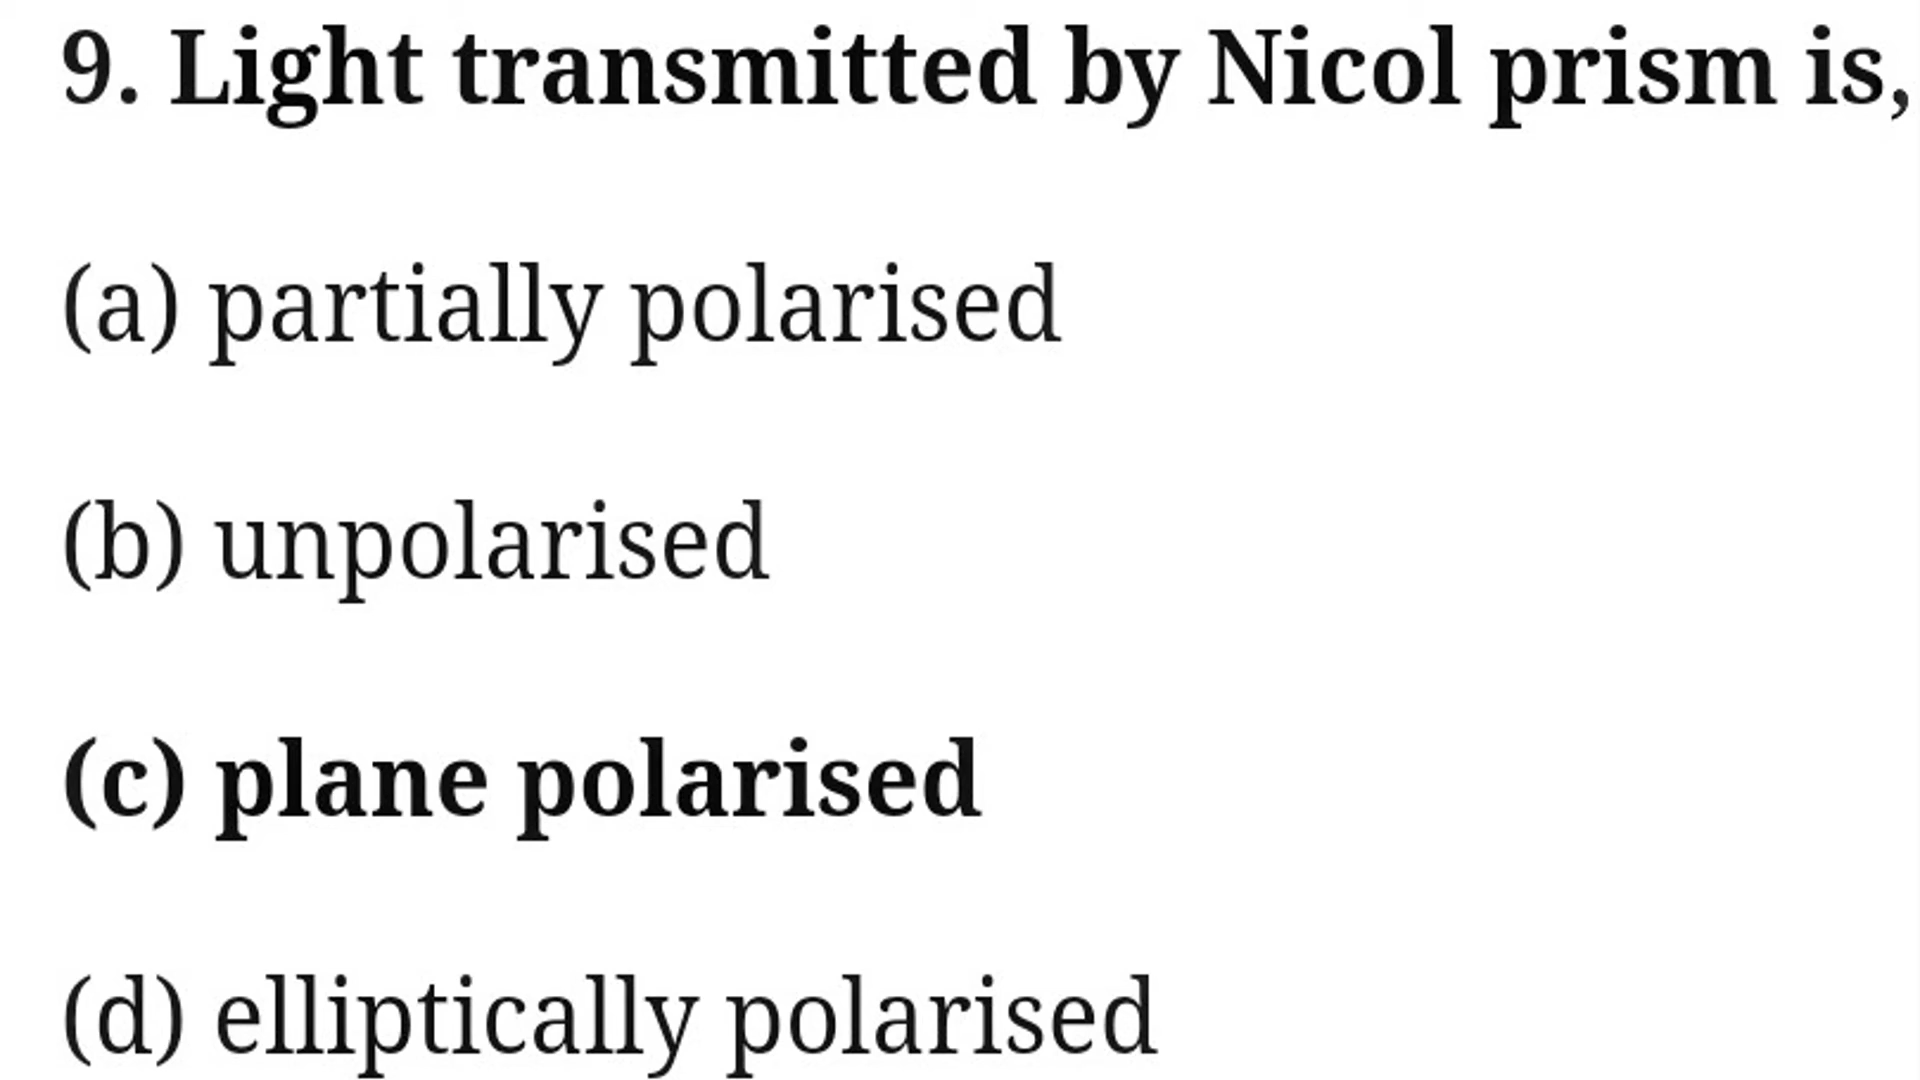 9. Light transmitted by Nicol prism is,
(a) partially polarised
(b) unpolarised
(c) plane polarised
(d) elliptically polarised